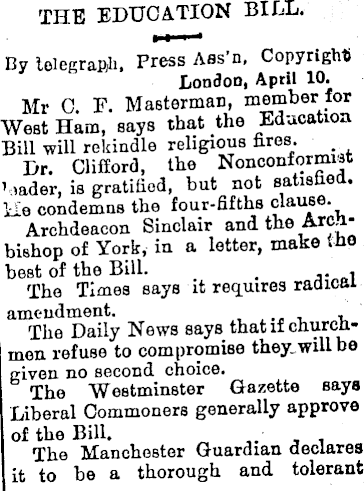 THE EDUCATION BILL.
By telegraph, Press Ass'n, Copyright
London, April 10.
Mr C. F. Masterman, member for
West Ham, says that the Education
Bill will rekindle religious fires.
Dr. Clifford, the Nonconformist
leader, is gratified, but not satisfied.
He condemns the four-fifths clause.
Archdeacon Sinclair and the Arch-
bishop of York, in a letter, make the
best of the Bill.
The Times says it requires radical
amendment.
The Daily News says that if church-
men refuse to compromise they will be
given no second choice.
The Westminster Gazette says
Liberal Commoners generally approve
of the Bill.
The Manchester Guardian declares
it to be a thorough and tolerant